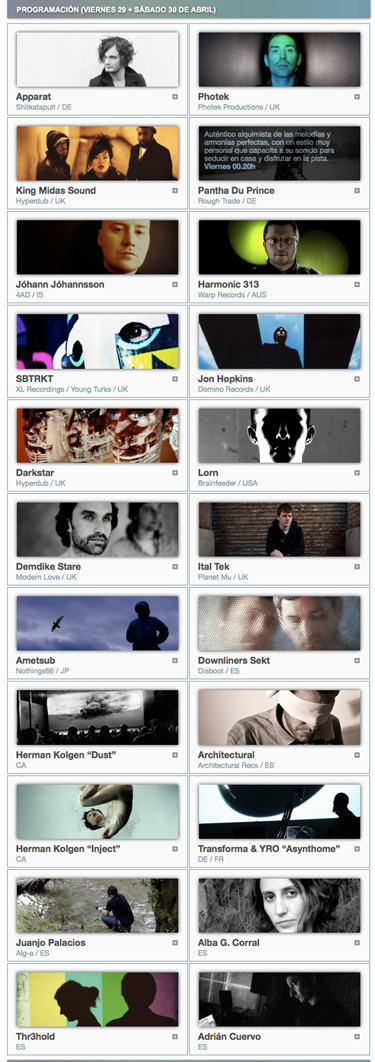 PROGRAMACIÓN (VIERNES 29 + SÁBADO 30 DE ABRIL)
Apparat
Shitkatapult / DE
Photek
Photek Productions / UK
King Midas Sound
Hyperdub / UK
Auténtico alquimista de las melodías y
armonías perfectas, con un estilo muy
personal que capacita a su sonido para
seducir en casa y disfrutar en la pista.
Viernes 00.20h
Pantha Du Prince
Rough Trade / DE
Jóhann Jóhannsson
4AD / IS
Harmonic 313
Warp Records / AUS
SBTRKT
XL Recordings / Young Turks / UK
Jon Hopkins
Domino Records / UK
Darkstar
Hyperdub / UK
Lorn
Brainfeeder / USA
Demdike Stare
Modern Love / UK
Ital Tek
Planet Mu / UK
Ametsub
Nothings66 / JP
Downliners Sekt
Disboot / ES
Herman Kolgen “Dust”
CA
Architectural
Architectural Recs / ES
Herman Kolgen “Inject”
CA
Transforma & YRO “Asynthome”
DE / FR
Juanjo Palacios
Alg-a / ES
Alba G. Corral
ES
Thr3hold
ES
Adrián Cuervo
ES